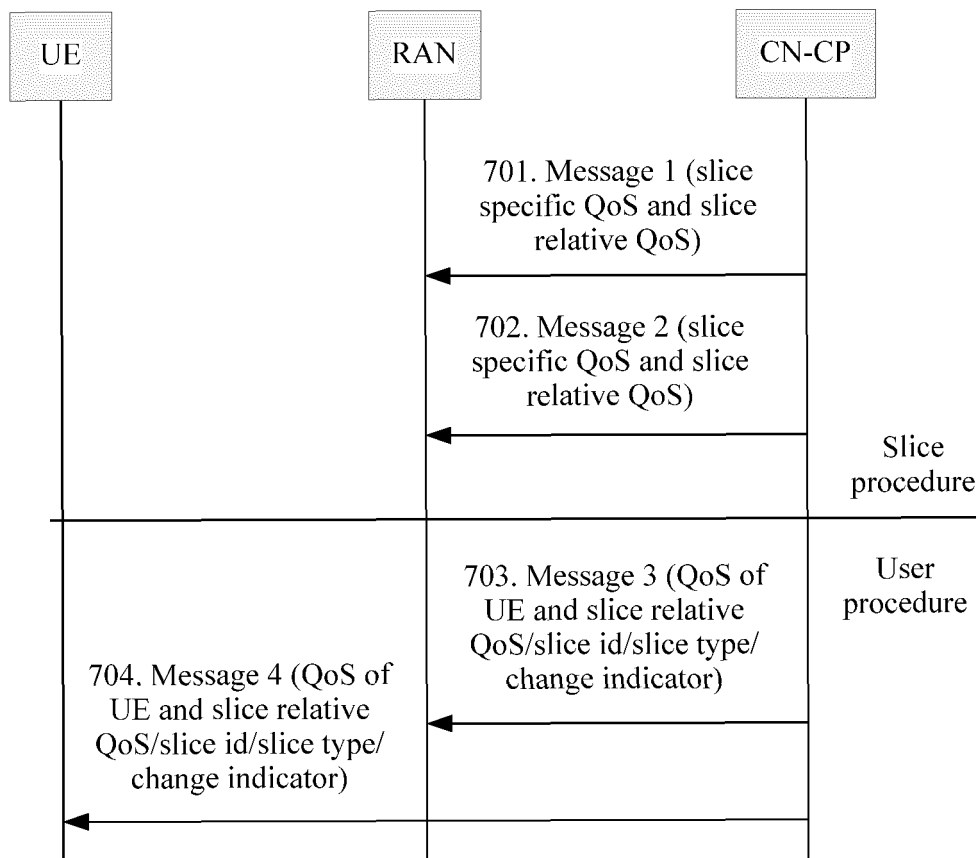 UE
RAN
CN-CP
701. Message 1 (slice
specific QoS and slice
relative QoS)
702. Message 2 (slice
specific QoS and slice
relative QoS)
Slice
procedure
User
procedure
703. Message 3 (QoS of
UE and slice relative
QoS/slice id/slice type/
change indicator)
704. Message 4 (QoS of
UE and slice relative
QoS/slice id/slice type/
change indicator)